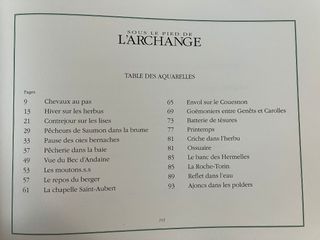 SOUS LE PIED DE
L'ARCHANGE
TABLE DES AQUARELLES
Pages
9 Chevaux au pas
13 Hiver sur les herbus
21 Contrejour sur les lises
29 Pêcheurs de Saumon dans la brume
33 Pause des oies bernaches
37 Pêcherie dans la baie
49 Vue du Bec d'Andaine
53 Les moutons.s.s
57 Le repos du berger
61 La chapelle Saint-Aubert
65 Envol sur le Couesnon
69 Goëmoniers entre Genêts et Carolles
73 Batterie de tésures
77 Printemps
81 Criche dans l'herbu
81 Ossuaire
85 Le banc des Hermelles
85 La Roche-Torin
89 Reflet dans l'eau
93 Ajoncs dans les polders